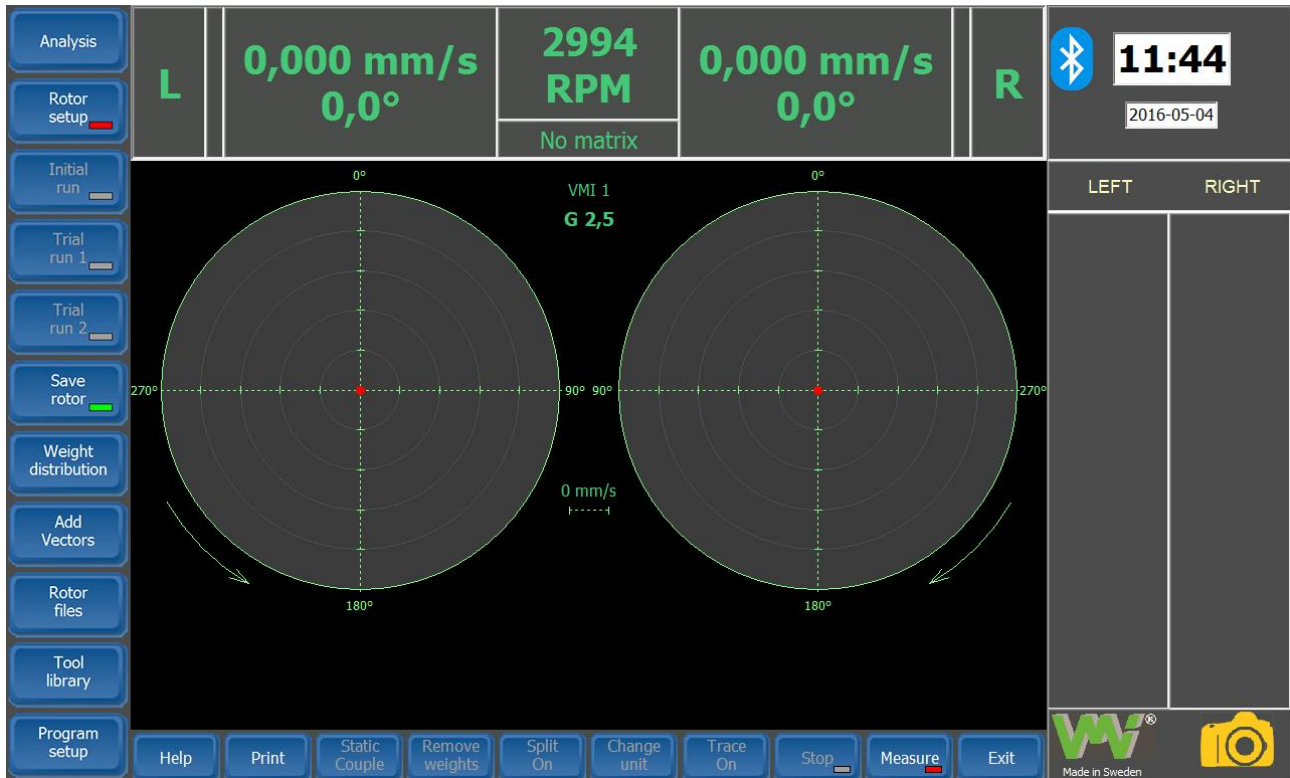 Analysis
Rotor
setup
Initial
run
Trial
run 1
Trial
run 2
Save
rotor
Weight
distribution
Add
Vectors
Rotor
files
Tool
library
Program
setup
L
0,000 mm/s
0,0°
2994
RPM
No matrix
0,000 mm/s
0,0°
R
11:44
2016-05-04
LEFT RIGHT
VMI 1
G 2,5
0°
270°
90°
180°
0°
90°
270°
180°
0 mm/s
Help
Print
Static
Couple
Remove
weights
Split
On
Change
unit
Trace
On
Stop
Measure
Exit
VMI®
Made in Sweden